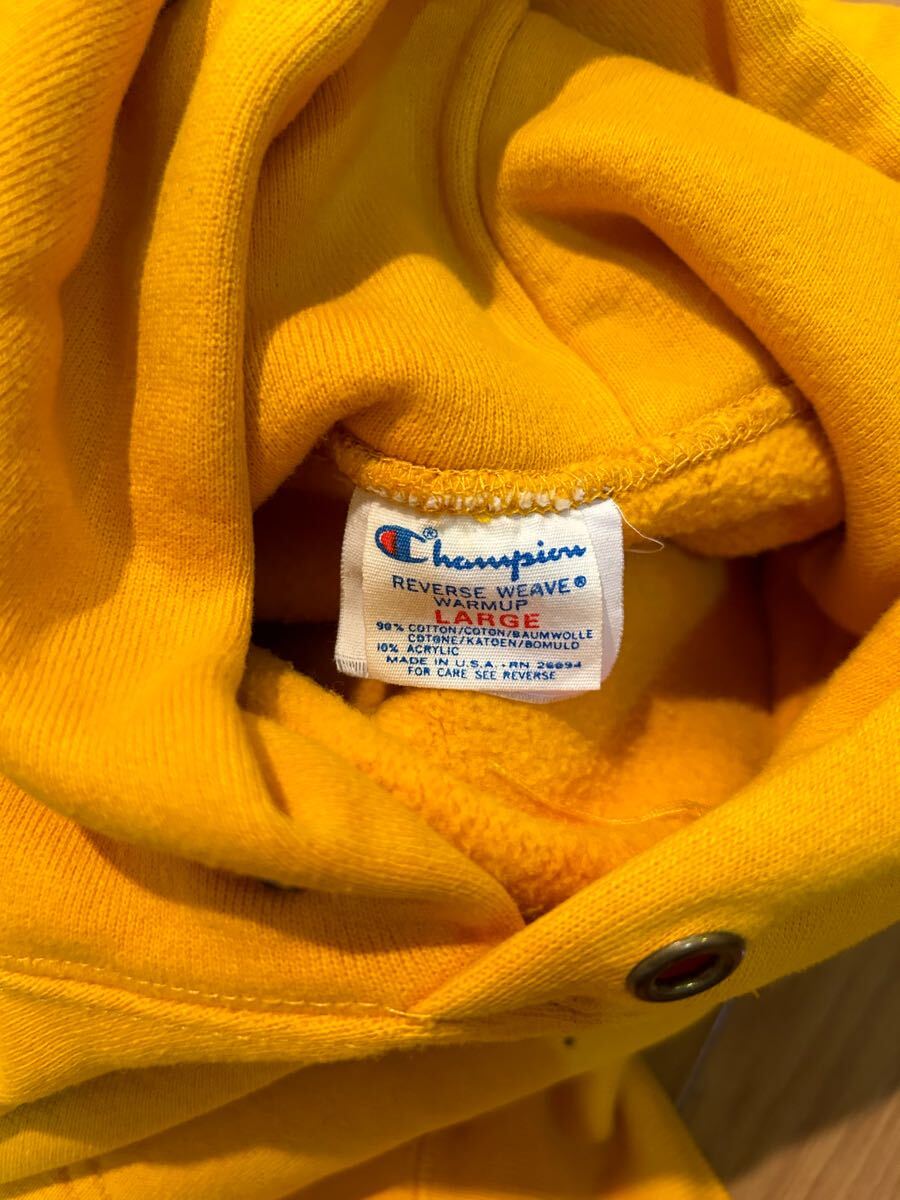 Champion®
REVERSE WEAVE®
WARMUP
LARGE
90% COTTON/COTON/BAUMWOLLE
COTONE/KATOEN/BOMULD
10% ACRYLIC
MADE IN U.S.A. · RN 26094
FOR CARE SEE REVERSE